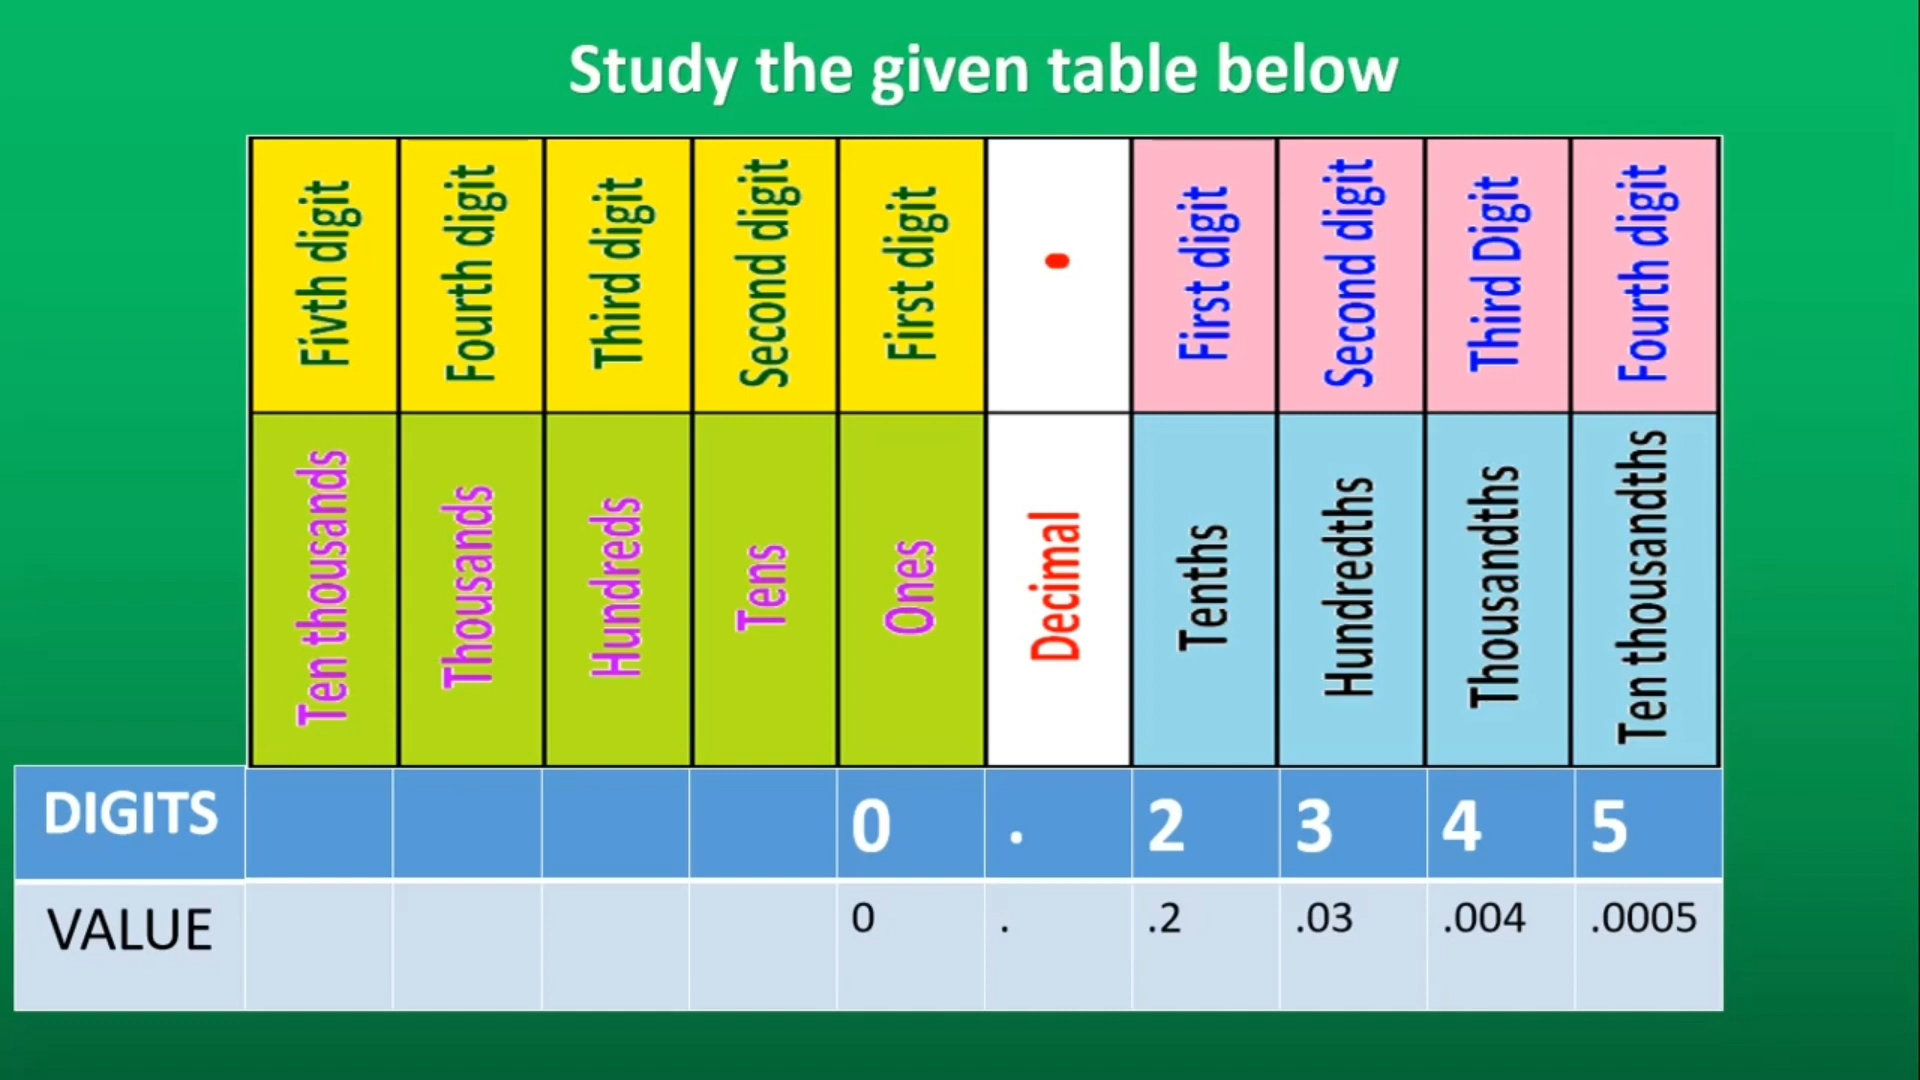 Study the given table below
Fivth digit Fourth digit Third digit Second digit First digit . First digit Second digit Third Digit Fourth digit
Ten thousands Thousands Hundreds Tens Ones Decimal Tenths Hundredths Thousandths Ten thousandths
DIGITS 0 . 2 3 4 5
VALUE 0 . .2 .03 .004 .0005